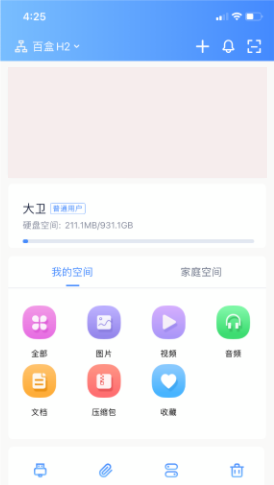 4:25
百盒 H2
大卫 普通用户
硬盘空间: 211.1MB/931.1GB
我的空间 家庭空间
全部 图片 视频 音频
文档 压缩包 收藏